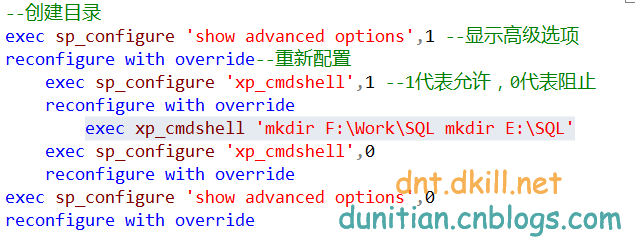 --创建目录
exec sp_configure 'show advanced options',1 --显示高级选项
reconfigure with override--重新配置
    exec sp_configure 'xp_cmdshell',1 --1代表允许，0代表阻止
    reconfigure with override
        exec xp_cmdshell 'mkdir F:\Work\SQL mkdir E:\SQL'
    exec sp_configure 'xp_cmdshell',0
    reconfigure with override
dnt.dkill.net
exec sp_configure 'show advanced options',0
reconfigure with override
dunitian.cnblogs.com